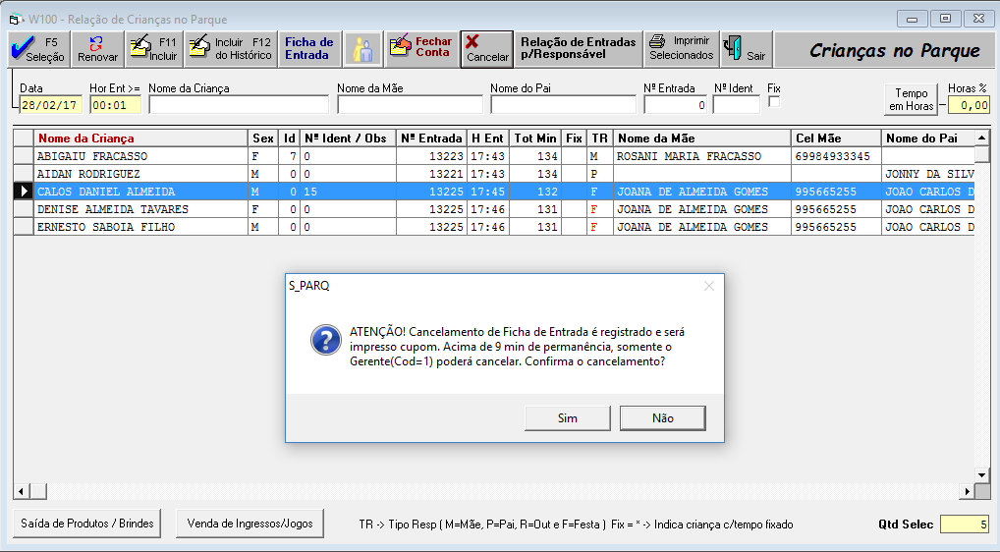 W100 - Relação de Crianças no Parque
F5 Seleção
Renovar
F11 Incluir
Incluir F12 do Histórico
Ficha de Entrada
Fechar Conta
Cancelar
Relação de Entradas p/Responsável
Imprimir Selecionados
Sair
Crianças no Parque
Data Hor Ent >= Nome da Criança Nome da Mãe Nome do Pai Nº Entrada Nº Ident Fix Tempo em Horas Horas %
28/02/17 00:01 0 0,00
Nome da Criança Sex Id Nº Ident / Obs Nº Entrada H Ent Tot Min Fix TR Nome da Mãe Cel Mãe Nome do Pai
ABIGAIU FRACASSO F 7 0 13223 17:43 134 M ROSANI MARIA FRACASSO 69984933345
AIDAN RODRIGUEZ M 0 0 13221 17:43 134 P JONNY DA SILV
CALOS DANIEL ALMEIDA M 0 15 13225 17:45 132 F JOANA DE ALMEIDA GOMES 995665255 JOAO CARLOS D
DENISE ALMEIDA TAVARES F 0 0 13225 17:46 131 F JOANA DE ALMEIDA GOMES 995665255 JOAO CARLOS D
ERNESTO SABOIA FILHO M 0 0 13225 17:46 131 F JOANA DE ALMEIDA GOMES 995665255 JOAO CARLOS D
S_PARQ
ATENÇÃO! Cancelamento de Ficha de Entrada é registrado e será
impresso cupom. Acima de 9 min de permanência, somente o
Gerente(Cod=1) poderá cancelar. Confirma o cancelamento?
Sim Não
Saída de Produtos / Brindes Venda de Ingressos/Jogos TR -> Tipo Resp ( M=Mãe, P=Pai, R=Out e F=Festa ) Fix = * -> Indica criança c/tempo fixado Qtd Selec 5